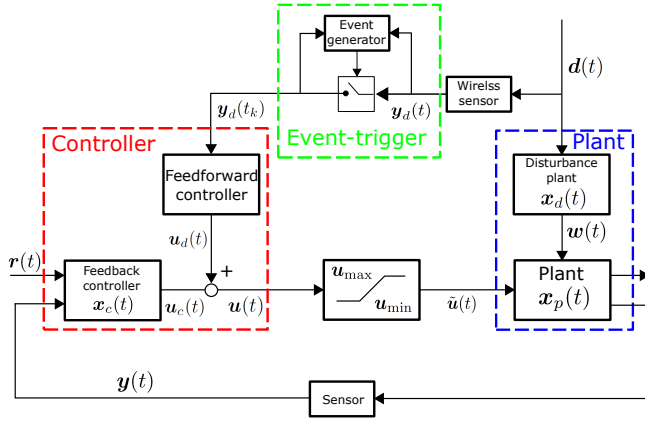 Event
generator
d(t)
Wirelss
sensor
y_d(t_k)
y_d(t)
Event-trigger
Controller
Plant
Feedforward
controller
Disturbance
plant
x_d(t)
u_d(t)
w(t)
r(t)
+
Feedback
controller
x_c(t)
u_c(t)
u(t)
u_max
u_min
ũ(t)
Plant
x_p(t)
y(t)
Sensor